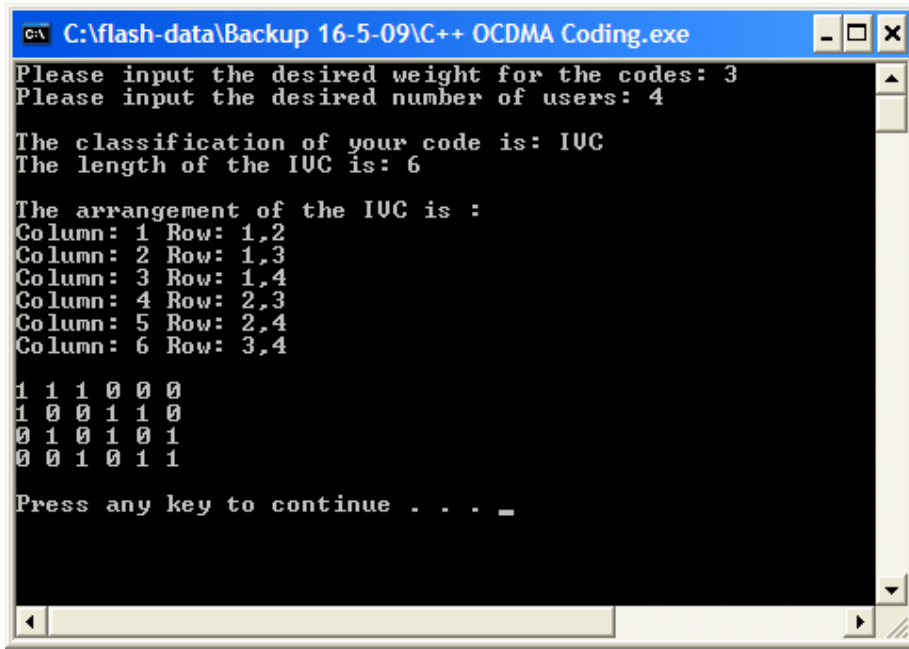 C:\flash-data\Backup 16-5-09\C++ OCDMA Coding.exe
Please input the desired weight for the codes: 3
Please input the desired number of users: 4
The classification of your code is: IVC
The length of the IVC is: 6
The arrangement of the IVC is :
Column: 1 Row: 1,2
Column: 2 Row: 1,3
Column: 3 Row: 1,4
Column: 4 Row: 2,3
Column: 5 Row: 2,4
Column: 6 Row: 3,4
1 1 1 0 0 0
1 0 0 1 1 0
0 1 0 1 0 1
0 0 1 0 1 1
Press any key to continue . . . _